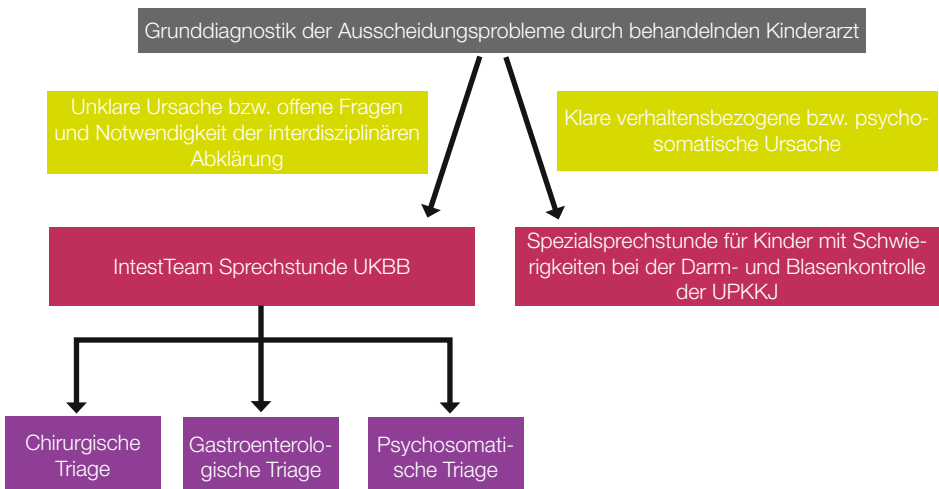 Grunddiagnostik der Ausscheidungsprobleme durch behandelnden Kinderarzt
Unklare Ursache bzw. offene Fragen
und Notwendigkeit der interdisziplinären
Abklärung
Klare verhaltensbezogene bzw. psycho-
somatische Ursache
IntestTeam Sprechstunde UKBB
Spezialsprechstunde für Kinder mit Schwie-
rigkeiten bei der Darm- und Blasenkontrolle
der UPKKJ
Chirurgische
Triage
Gastroenterolo-
gische Triage
Psychosomati-
sche Triage